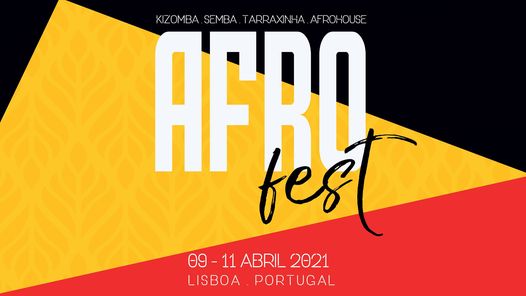 KIZOMBA . SEMBA . TARRAXINHA . AFROHOUSE
AFRO
fest
09 - 11 ABRIL 2021
LISBOA . PORTUGAL